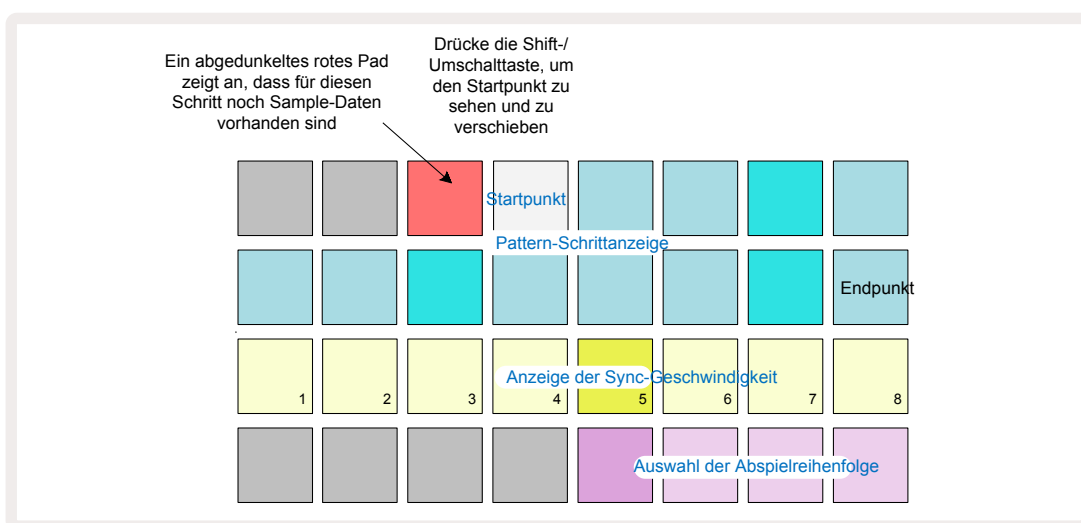 Ein abgedunkeltes rotes Pad
zeigt an, dass für diesen
Schritt noch Sample-Daten
vorhanden sind
Drücke die Shift-/
Umschalttaste, um
den Startpunkt zu
sehen und zu
verschieben
Startpunkt
Pattern-Schrittanzeige
Endpunkt
Anzeige der Sync-Geschwindigkeit
1 2 3 4 5 6 7 8
Auswahl der Abspielreihenfolge